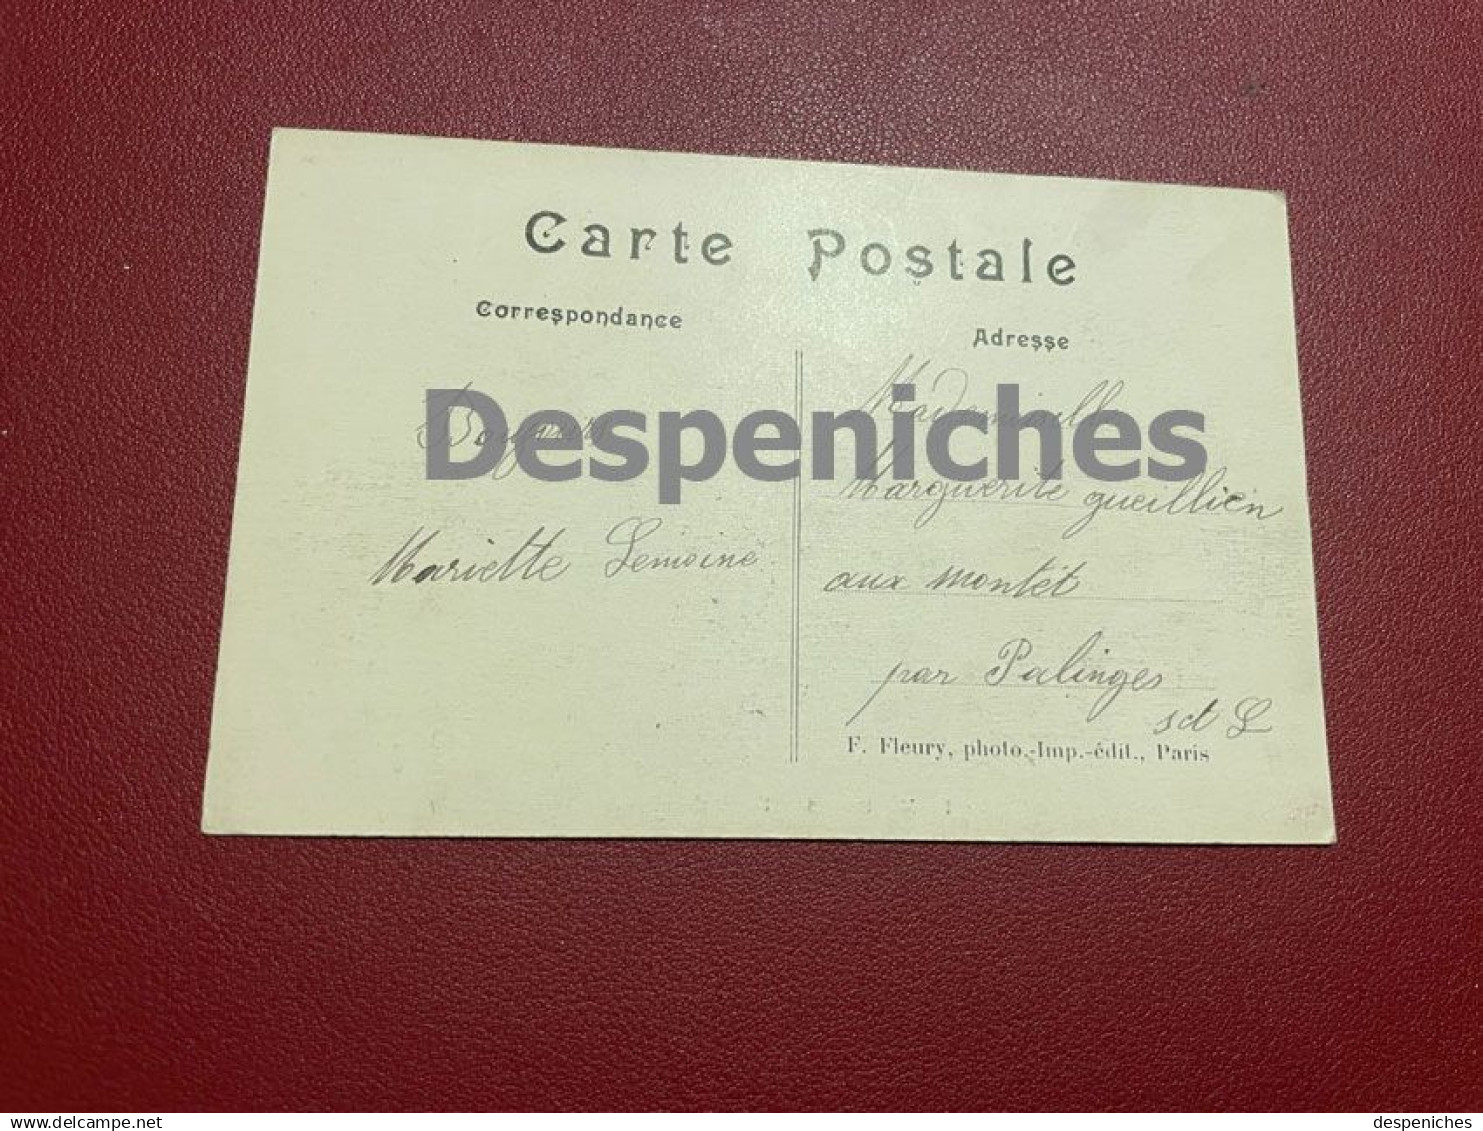 Carte Postale
Correspondance
Adresse
Despeniches
Mademoiselle
Marguerite gueillien
Mariette Lemoine
aux montet
par Palinges
sct L
F. Fleury, photo.-Imp.-édit., Paris
www.delcampe.net
despeniches